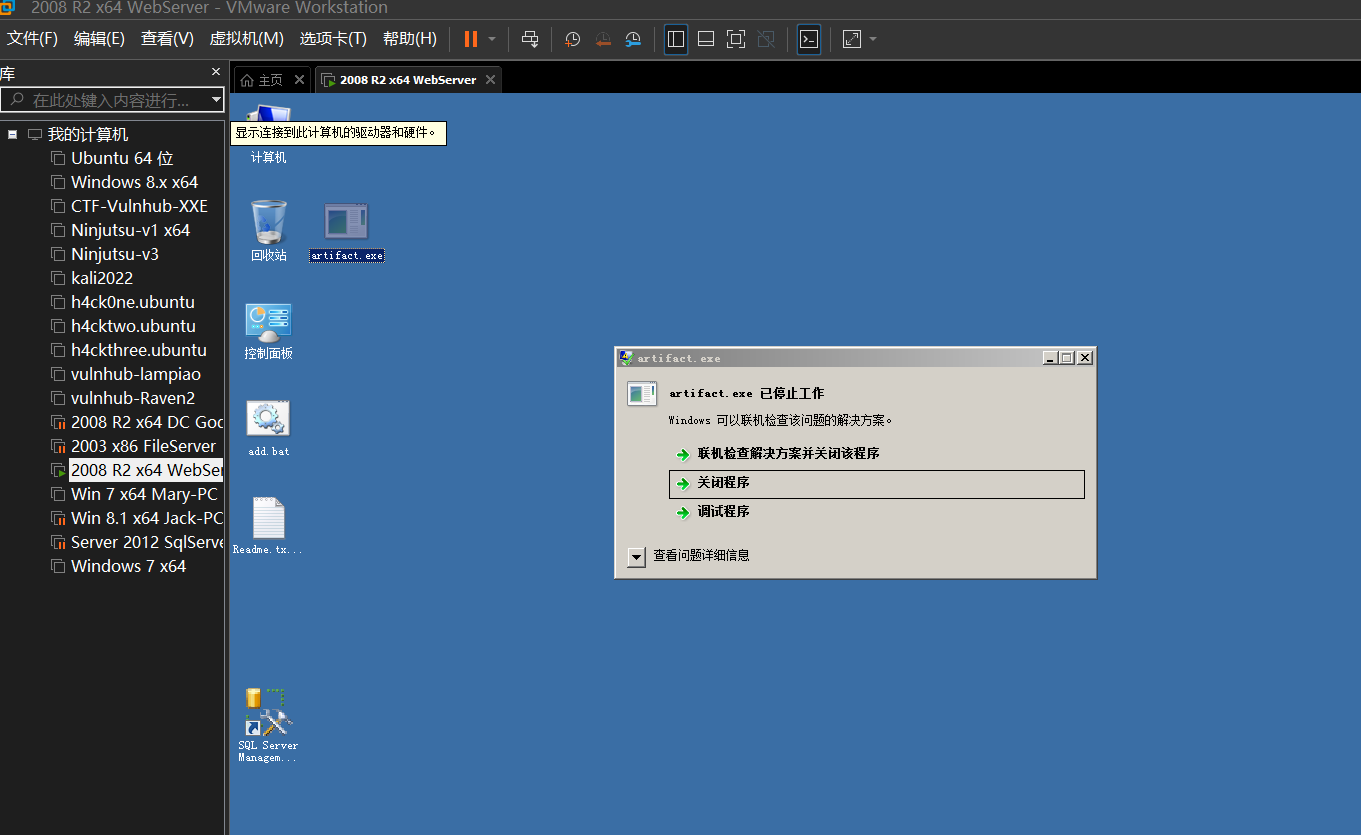 2008 R2 x64 WebServer - VMware Workstation
文件(F) 编辑(E) 查看(V) 虚拟机(M) 选项卡(T) 帮助(H)
库
主页
2008 R2 x64 WebServer
在此处键入内容进行...
我的计算机
Ubuntu 64 位
Windows 8.x x64
CTF-Vulnhub-XXE
Ninjutsu-v1 x64
Ninjutsu-v3
kali2022
h4ck0ne.ubuntu
h4cktwo.ubuntu
h4ckthree.ubuntu
vulnhub-lampiao
vulnhub-Raven2
2008 R2 x64 DC Goc
2003 x86 FileServer
2008 R2 x64 WebSer
Win 7 x64 Mary-PC
Win 8.1 x64 Jack-PC
Server 2012 SqlServe
Windows 7 x64
显示连接到此计算机的驱动器和硬件。
计算机
回收站
artifact.exe
控制面板
add.bat
Readme.tx...
SQL Server
Managem...
artifact.exe
artifact.exe 已停止工作
Windows 可以联机检查该问题的解决方案。
联机检查解决方案并关闭该程序
关闭程序
调试程序
查看问题详细信息